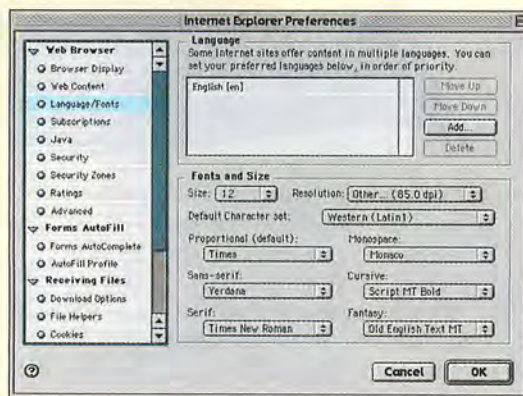 Internet Explorer Preferences
Web Browser
Browser Display
Web Content
Language/Fonts
Subscriptions
Java
Security
Security Zones
Ratings
Advanced
Forms AutoFill
Forms AutoComplete
AutoFill Profile
Receiving Files
Download Options
File Helpers
Cookies
Language
Some Internet sites offer content in multiple languages. You can
set your preferred languages below, in order of priority.
English [en]
Move Up
Move Down
Add...
Delete
Fonts and Size
Size: 12 Resolution: Other... (85.0 dpi)
Default Character set: Western (Latin1)
Proportional (default): Monospace:
Times Monaco
Sans-serif: Cursive:
Verdana Script MT Bold
Serif: Fantasy:
Times New Roman Old English Text MT
? Cancel OK